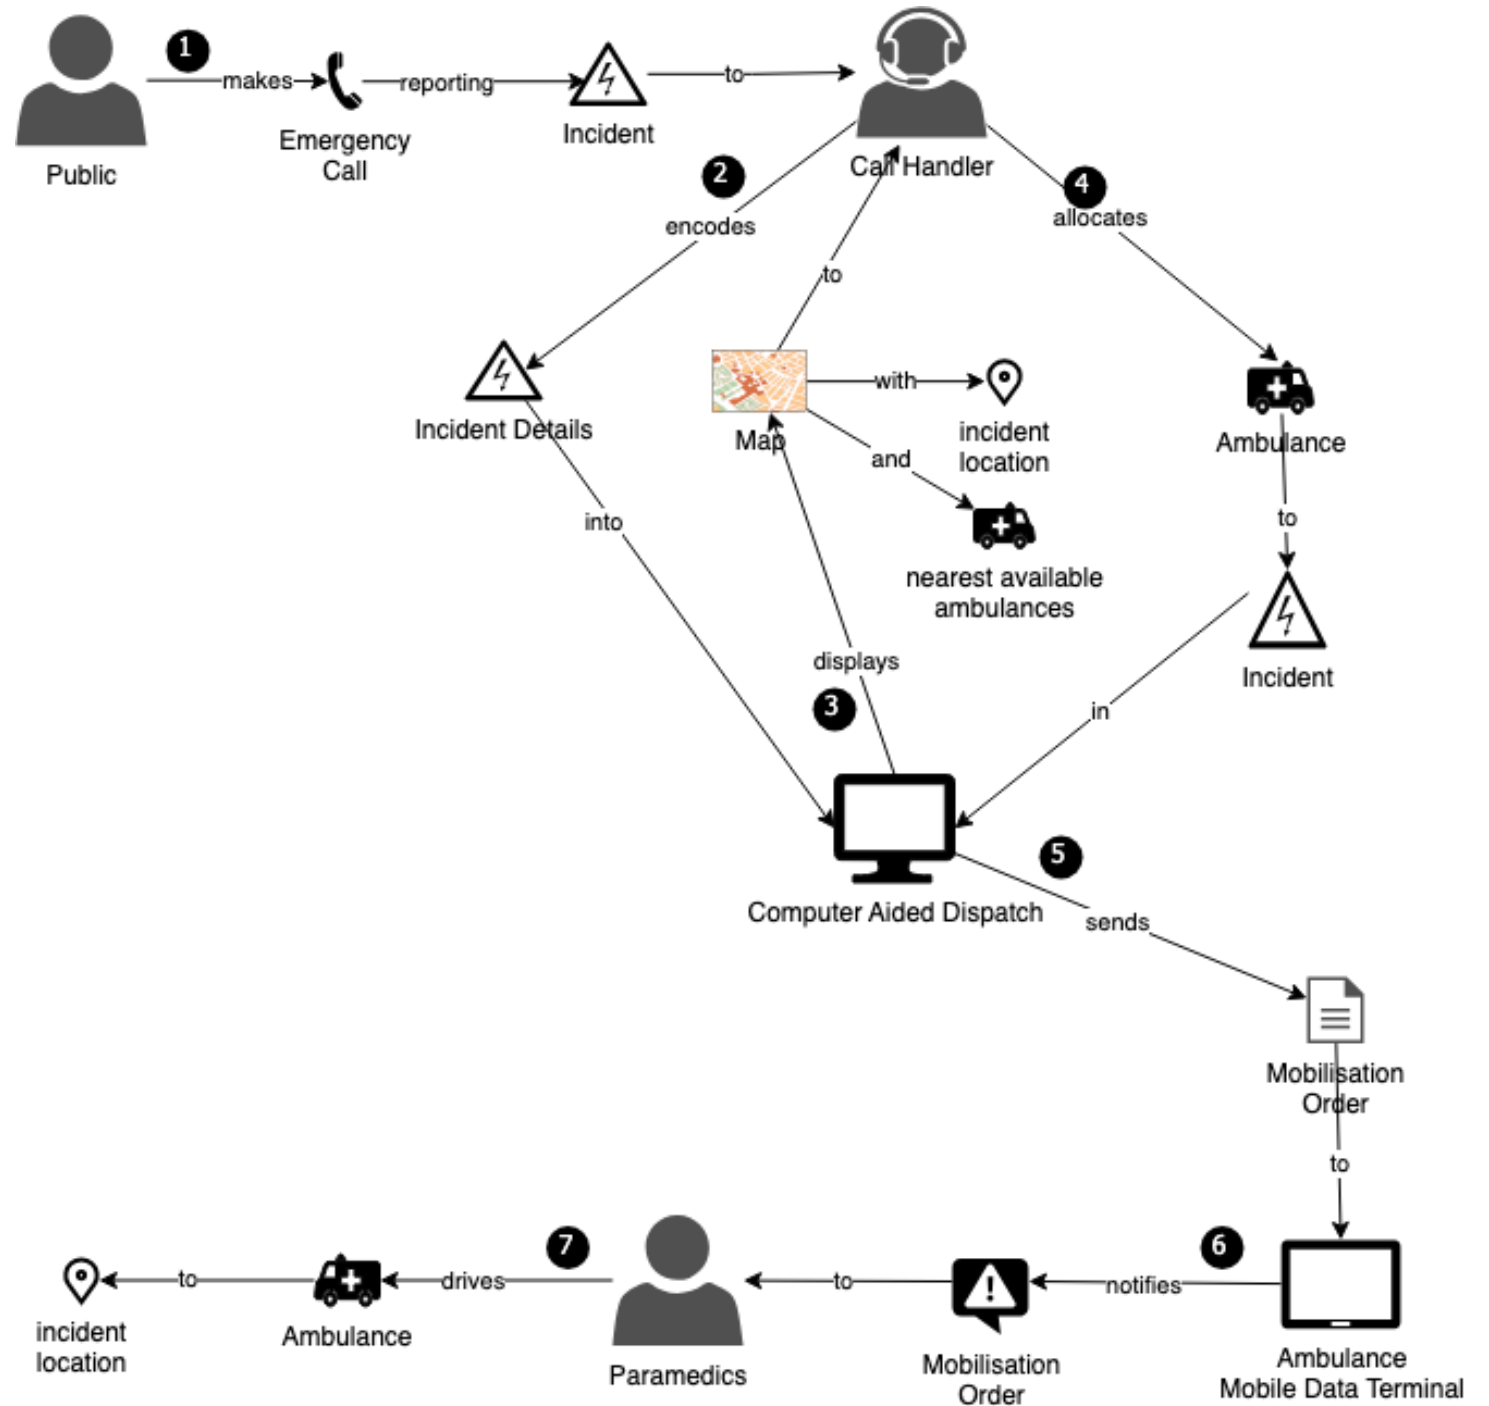 1
makes
reporting
to
Public
Emergency
Call
Incident
Call Handler
2
encodes
4
allocates
to
Incident Details
Map
with
incident
location
and
nearest available
ambulances
Ambulance
to
Incident
into
displays
3
in
Computer Aided Dispatch
5
sends
Mobilisation
Order
to
6
notifies
Ambulance
Mobile Data Terminal
Mobilisation
Order
to
Paramedics
7
drives
Ambulance
to
incident
location